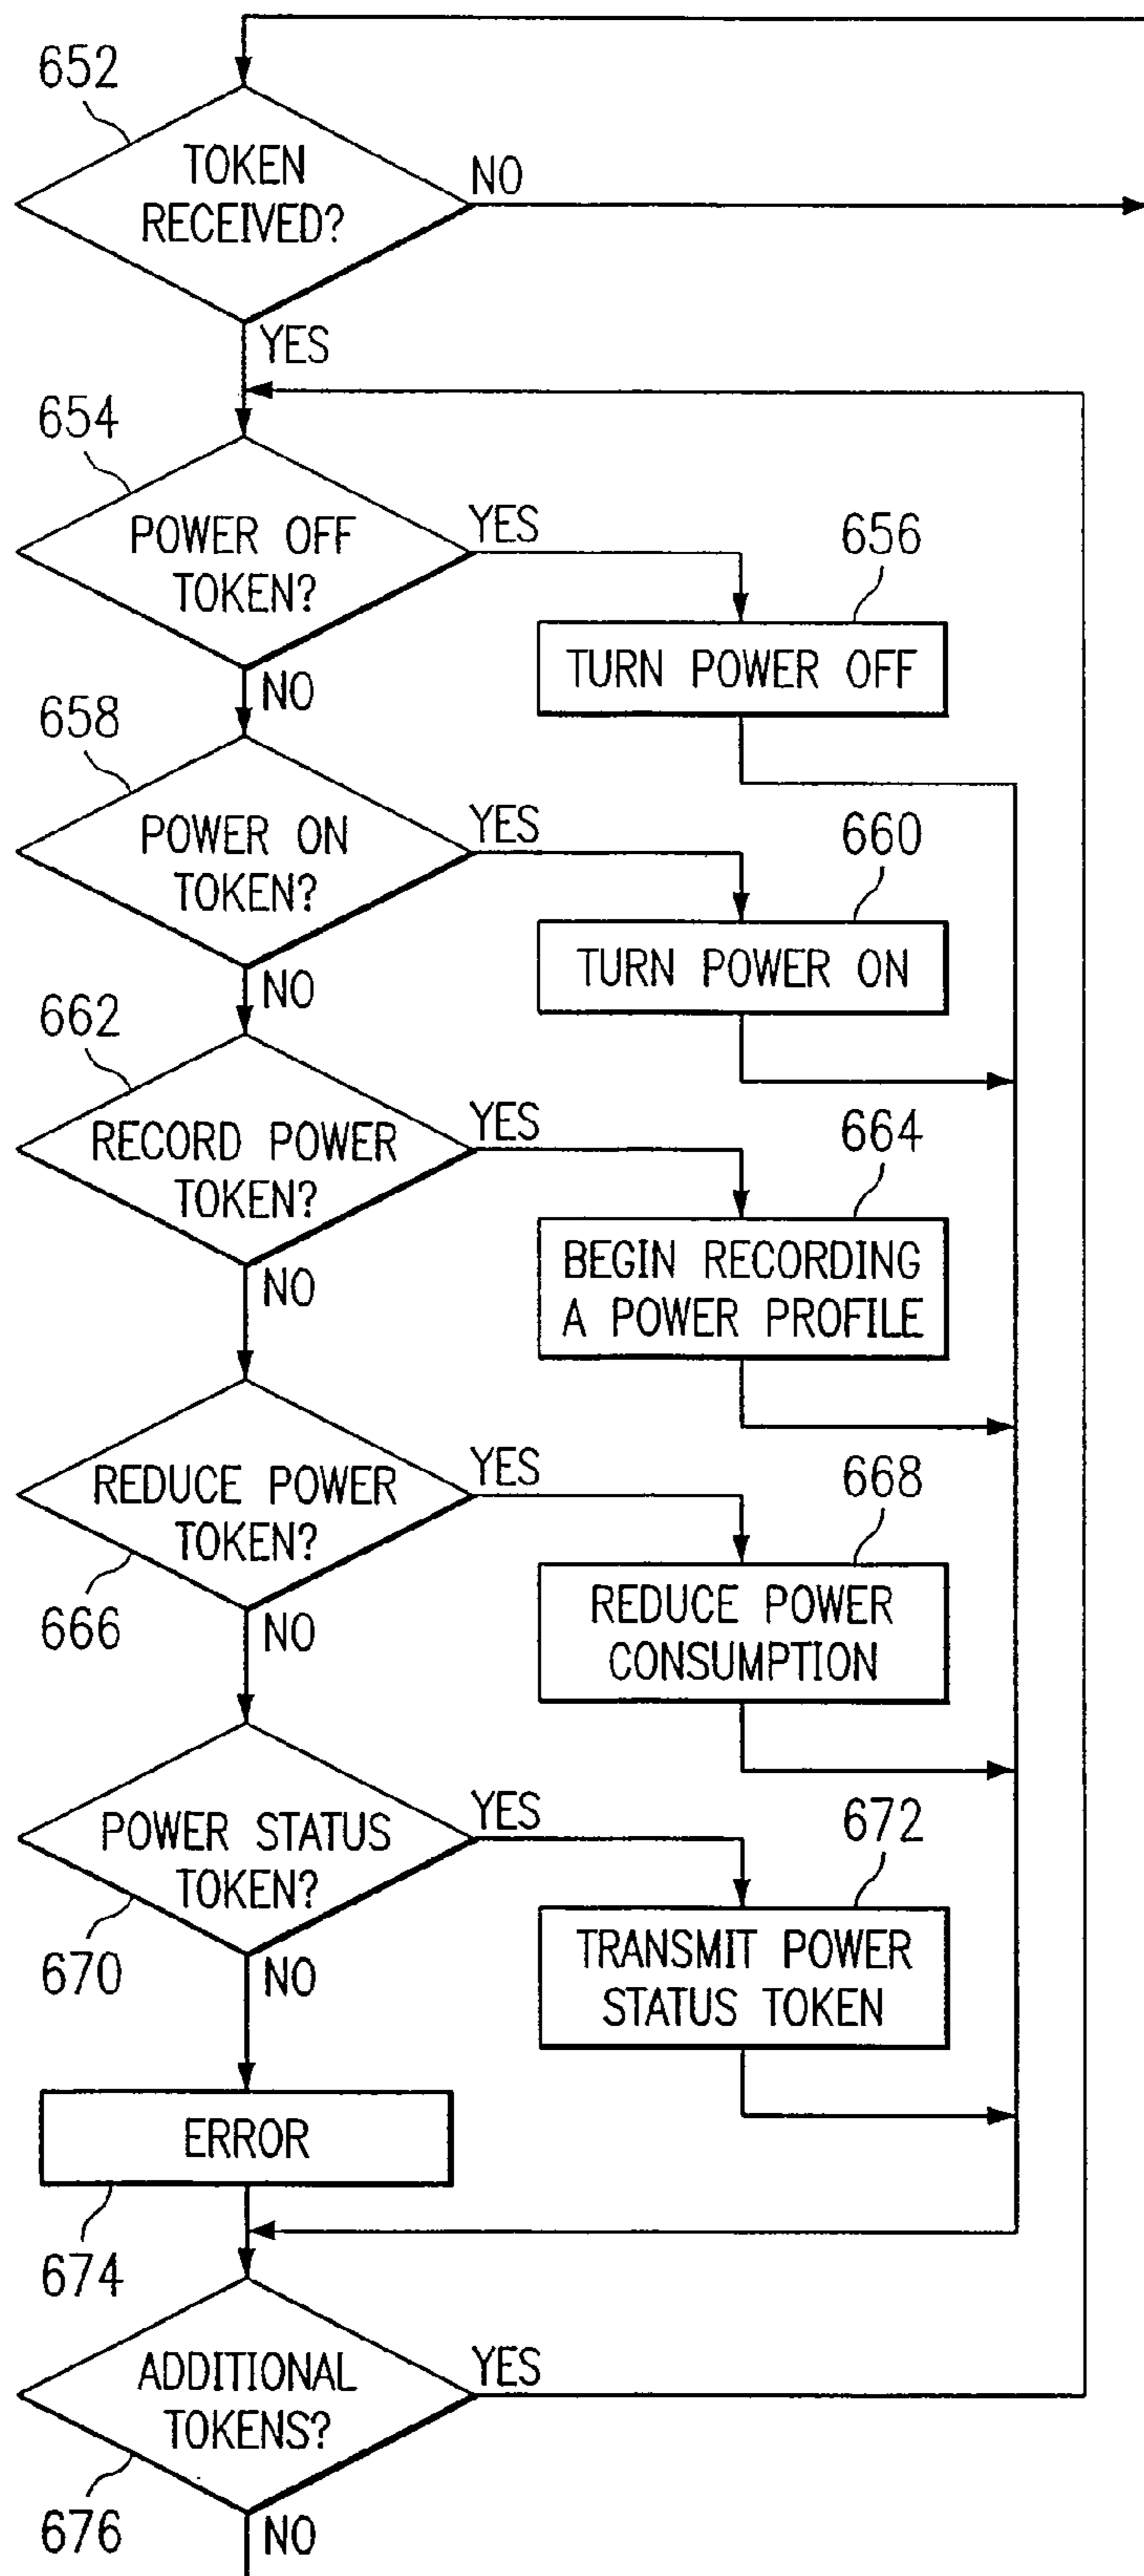 652
TOKEN
RECEIVED?
NO
YES
654
POWER OFF
TOKEN?
YES
656
TURN POWER OFF
NO
658
POWER ON
TOKEN?
YES
660
TURN POWER ON
NO
662
RECORD POWER
TOKEN?
YES
664
BEGIN RECORDING
A POWER PROFILE
NO
REDUCE POWER
TOKEN?
YES
668
REDUCE POWER
CONSUMPTION
666
NO
POWER STATUS
TOKEN?
YES
672
TRANSMIT POWER
STATUS TOKEN
670
NO
ERROR
674
ADDITIONAL
TOKENS?
YES
676
NO